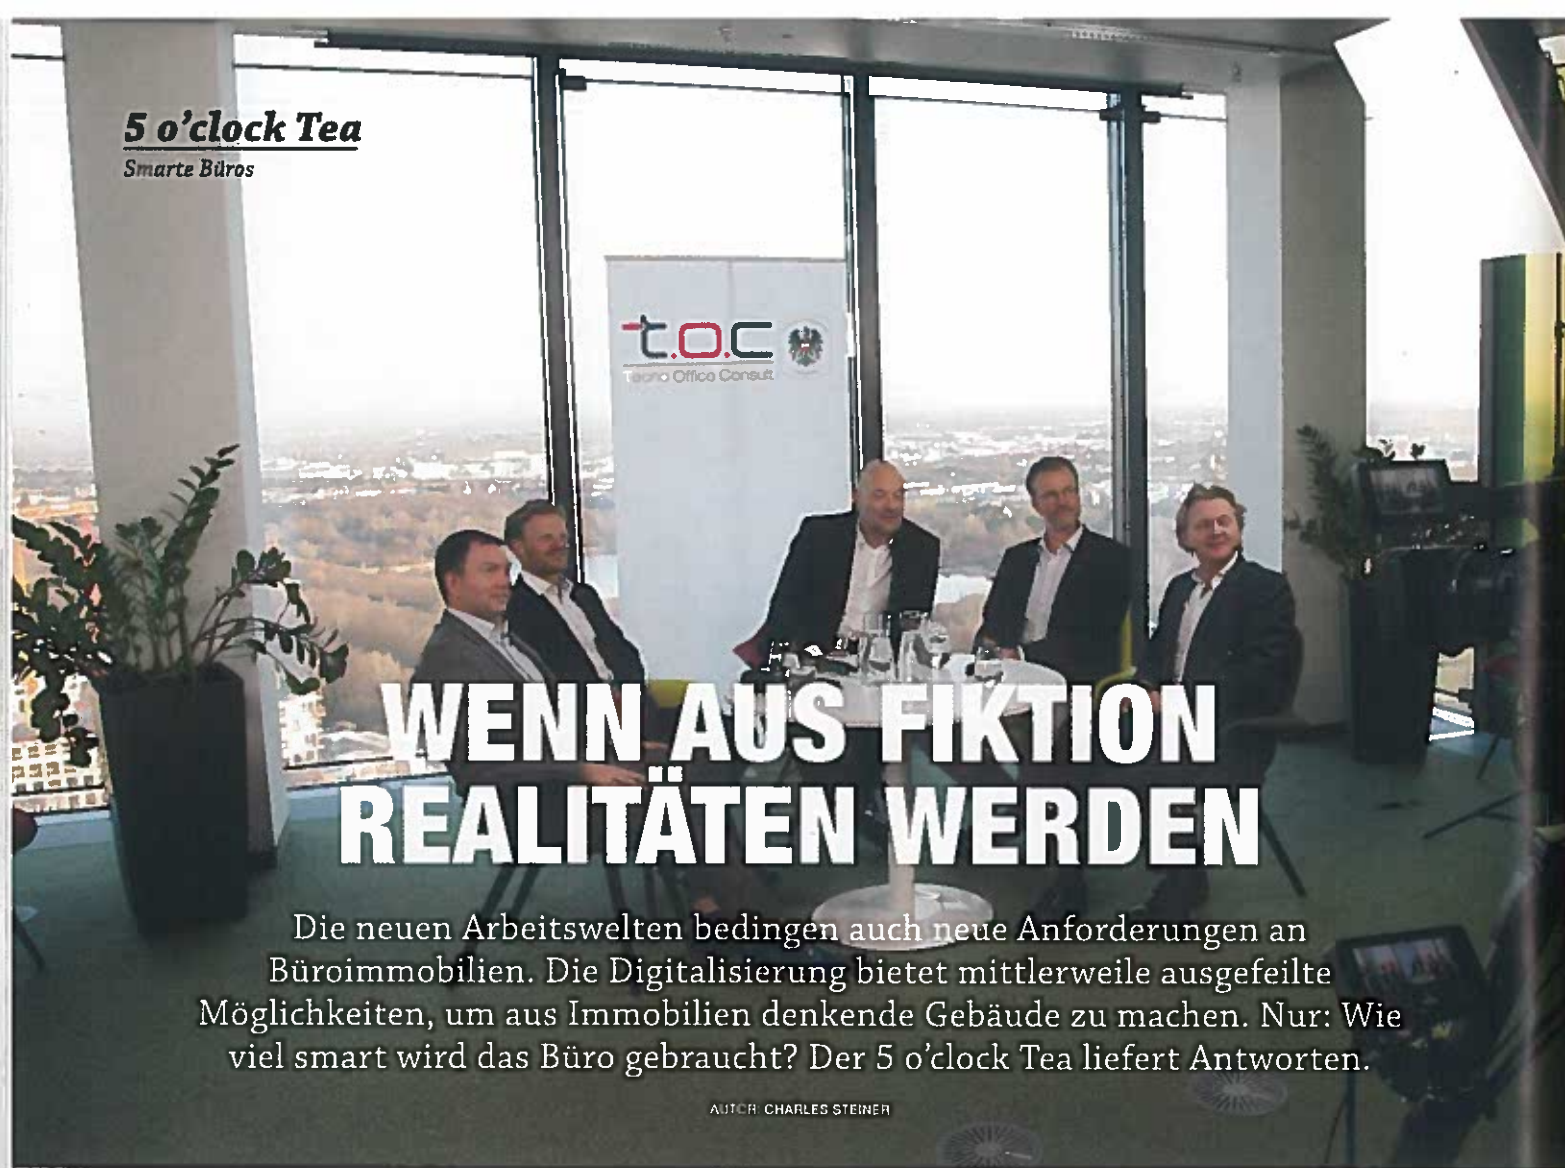 5 o'clock Tea
Smarte Büros
t.o.c
Techo Office Consult
WENN AUS FIKTION
REALITÄTEN WERDEN
Die neuen Arbeitswelten bedingen auch neue Anforderungen an
Büroimmobilien. Die Digitalisierung bietet mittlerweile ausgefeilte
Möglichkeiten, um aus Immobilien denkende Gebäude zu machen. Nur: Wie
viel smart wird das Büro gebraucht? Der 5 o'clock Tea liefert Antworten.
AUTOR: CHARLES STEINER